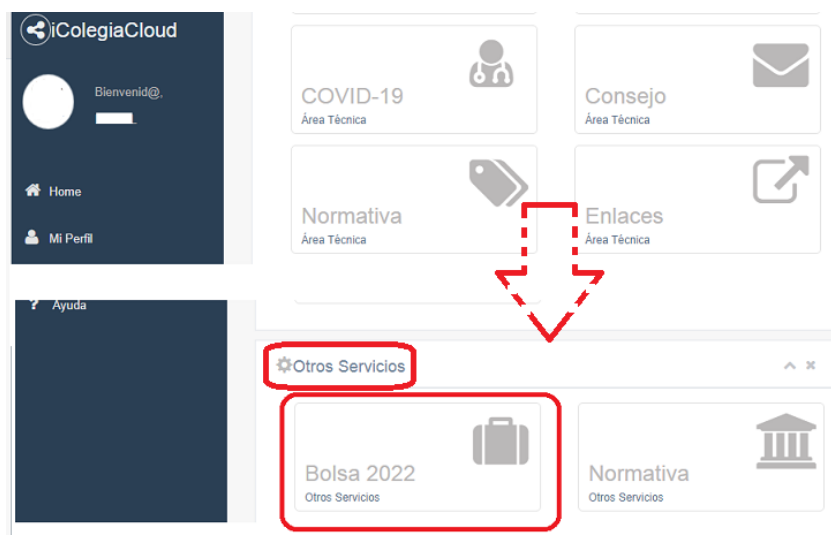 iColegiaCloud
Bienvenid@,
Home
Mi Perfil
? Ayuda
COVID-19
Área Técnica
Consejo
Área Técnica
Normativa
Área Técnica
Enlaces
Área Técnica
Otros Servicios
Bolsa 2022
Otros Servicios
Normativa
Otros Servicios